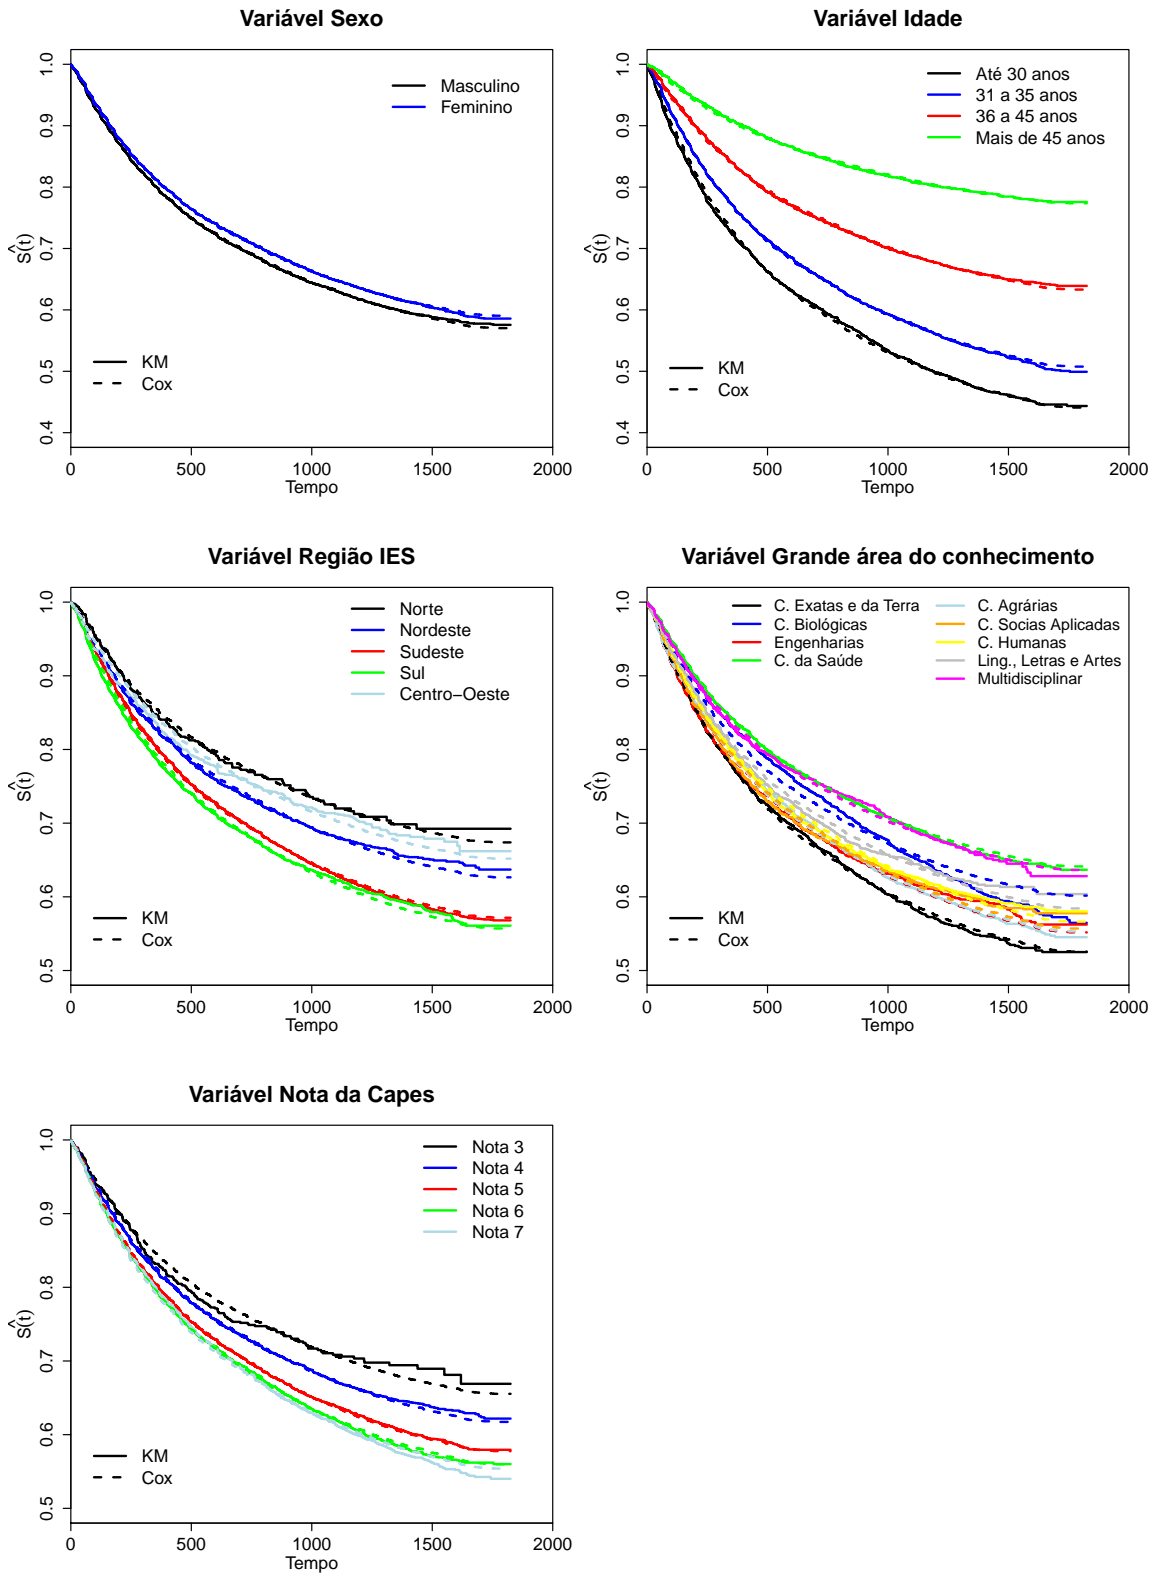 Variável Sexo
Ŝ(t)
1.0
0.9
0.8
0.7
0.6
0.5
0.4
Masculino
Feminino
KM
Cox
0 500 1000 1500 2000
Tempo
Variável Idade
Ŝ(t)
1.0
0.9
0.8
0.7
0.6
0.5
0.4
Até 30 anos
31 a 35 anos
36 a 45 anos
Mais de 45 anos
KM
Cox
0 500 1000 1500 2000
Tempo
Variável Região IES
Ŝ(t)
1.0
0.9
0.8
0.7
0.6
0.5
Norte
Nordeste
Sudeste
Sul
Centro−Oeste
KM
Cox
0 500 1000 1500 2000
Tempo
Variável Grande área do conhecimento
Ŝ(t)
1.0
0.9
0.8
0.7
0.6
0.5
C. Exatas e da Terra
C. Biológicas
Engenharias
C. da Saúde
C. Agrárias
C. Socias Aplicadas
C. Humanas
Ling., Letras e Artes
Multidisciplinar
KM
Cox
0 500 1000 1500 2000
Tempo
Variável Nota da Capes
Ŝ(t)
1.0
0.9
0.8
0.7
0.6
0.5
Nota 3
Nota 4
Nota 5
Nota 6
Nota 7
KM
Cox
0 500 1000 1500 2000
Tempo